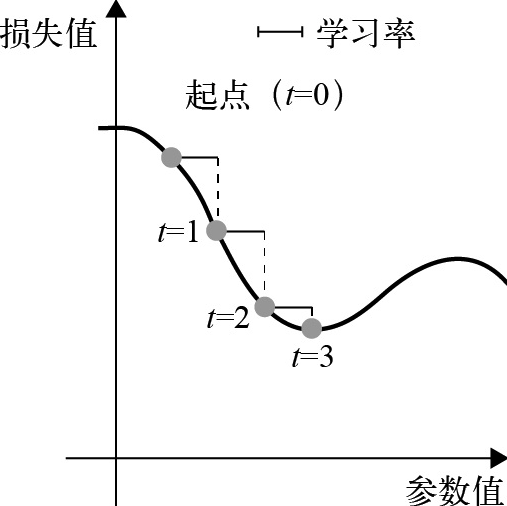 损失值
学习率
起点（t=0）
t=1
t=2
t=3
参数值